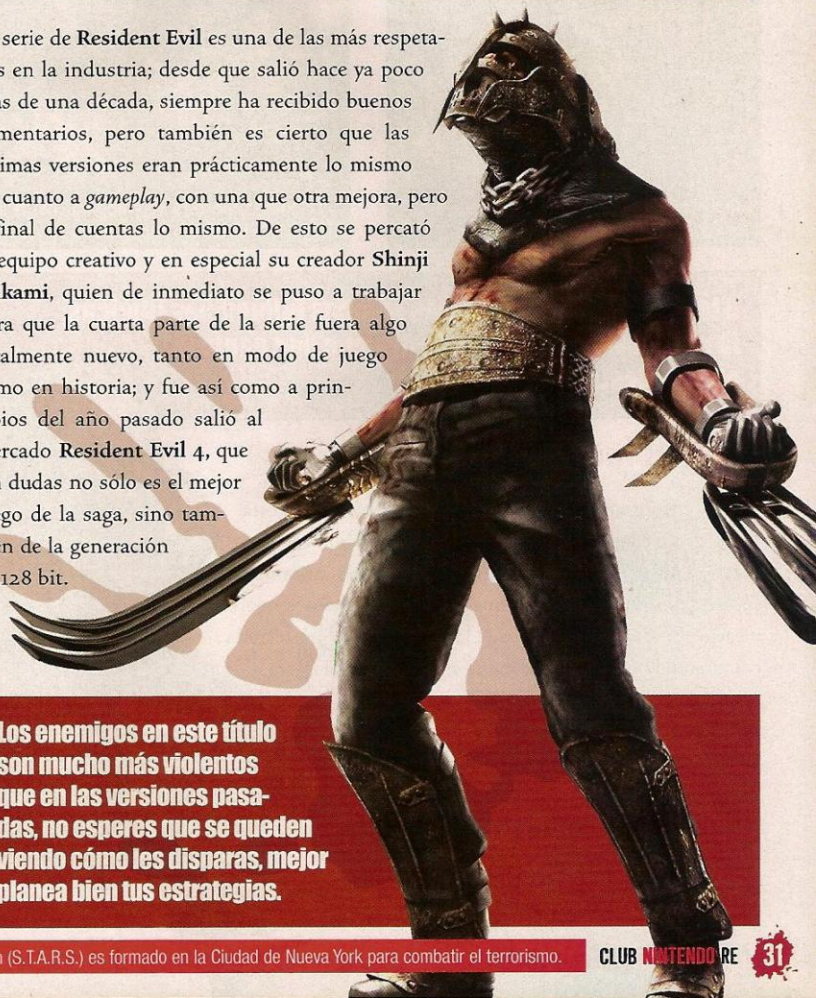 serie de Resident Evil es una de las más respeta-
s en la industria; desde que salió hace ya poco
s de una década, siempre ha recibido buenos
mentarios, pero también es cierto que las
imas versiones eran prácticamente lo mismo
cuanto a gameplay, con una que otra mejora, pero
final de cuentas lo mismo. De esto se percató
equipo creativo y en especial su creador Shinji
kami, quien de inmediato se puso a trabajar
ra que la cuarta parte de la serie fuera algo
almente nuevo, tanto en modo de juego
mo en historia; y fue así como a prin-
ios del año pasado salió al
ercado Resident Evil 4, que
n dudas no sólo es el mejor
ego de la saga, sino tam-
én de la generación
128 bit.
Los enemigos en este título
son mucho más violentos
que en las versiones pasa-
das, no esperes que se queden
viendo cómo les disparas, mejor
planea bien tus estrategias.
n (S.T.A.R.S.) es formado en la Ciudad de Nueva York para combatir el terrorismo.
CLUB NINTENDO RE 31